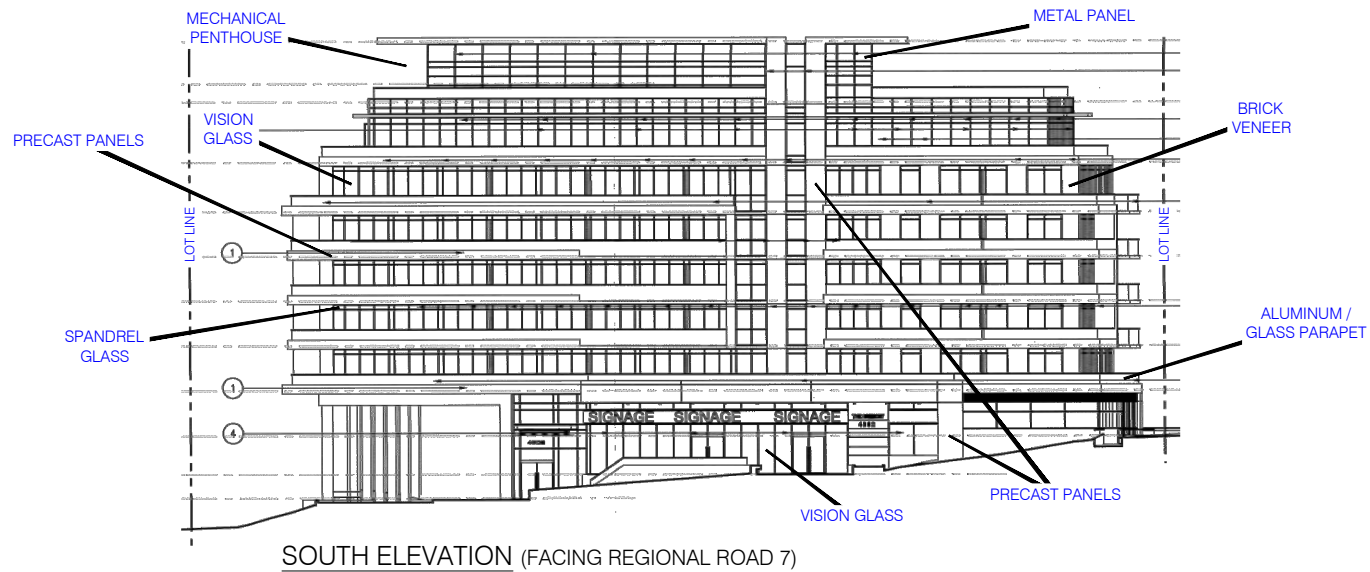 MECHANICAL
PENTHOUSE
METAL PANEL
PRECAST PANELS
VISION
GLASS
BRICK
VENEER
LOT LINE
LOT LINE
1
SPANDREL
GLASS
ALUMINUM /
GLASS PARAPET
1
SIGNAGE SIGNAGE SIGNAGE
4
PRECAST PANELS
VISION GLASS
SOUTH ELEVATION (FACING REGIONAL ROAD 7)